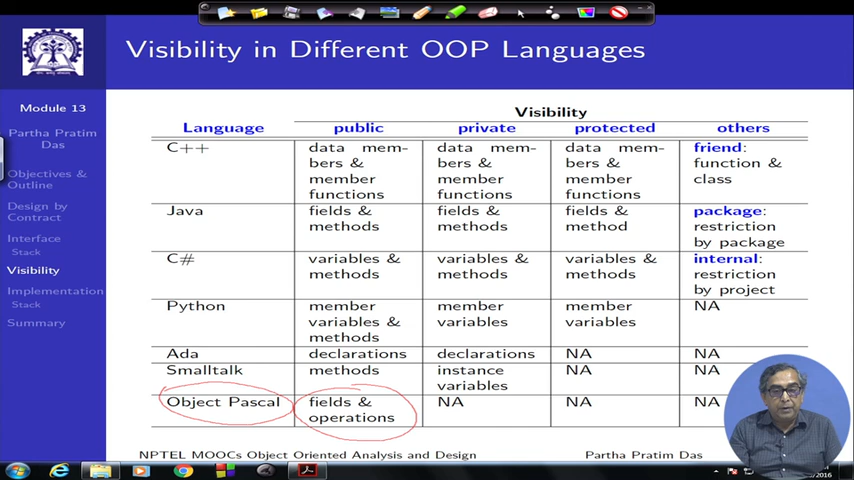 Visibility in Different OOP Languages
Module 13
Partha Pratim
Das
Objectives &
Outline
Design by
Contract
Interface
Stack
Visibility
Implementation
Stack
Summary
Visibility
Language public private protected others
C++ data mem- data mem- data mem- friend:
bers & bers & bers & function &
member member member class
functions functions functions
Java fields & fields & fields & package:
methods methods method restriction
by package
C# variables & variables & variables & internal:
methods methods methods restriction
by project
Python member member member NA
variables & variables variables
methods
Ada declarations declarations NA NA
Smalltalk methods instance NA NA
variables
Object Pascal fields & NA NA NA
operations
NPTEL MOOCs Object Oriented Analysis and Design Partha Pratim Das